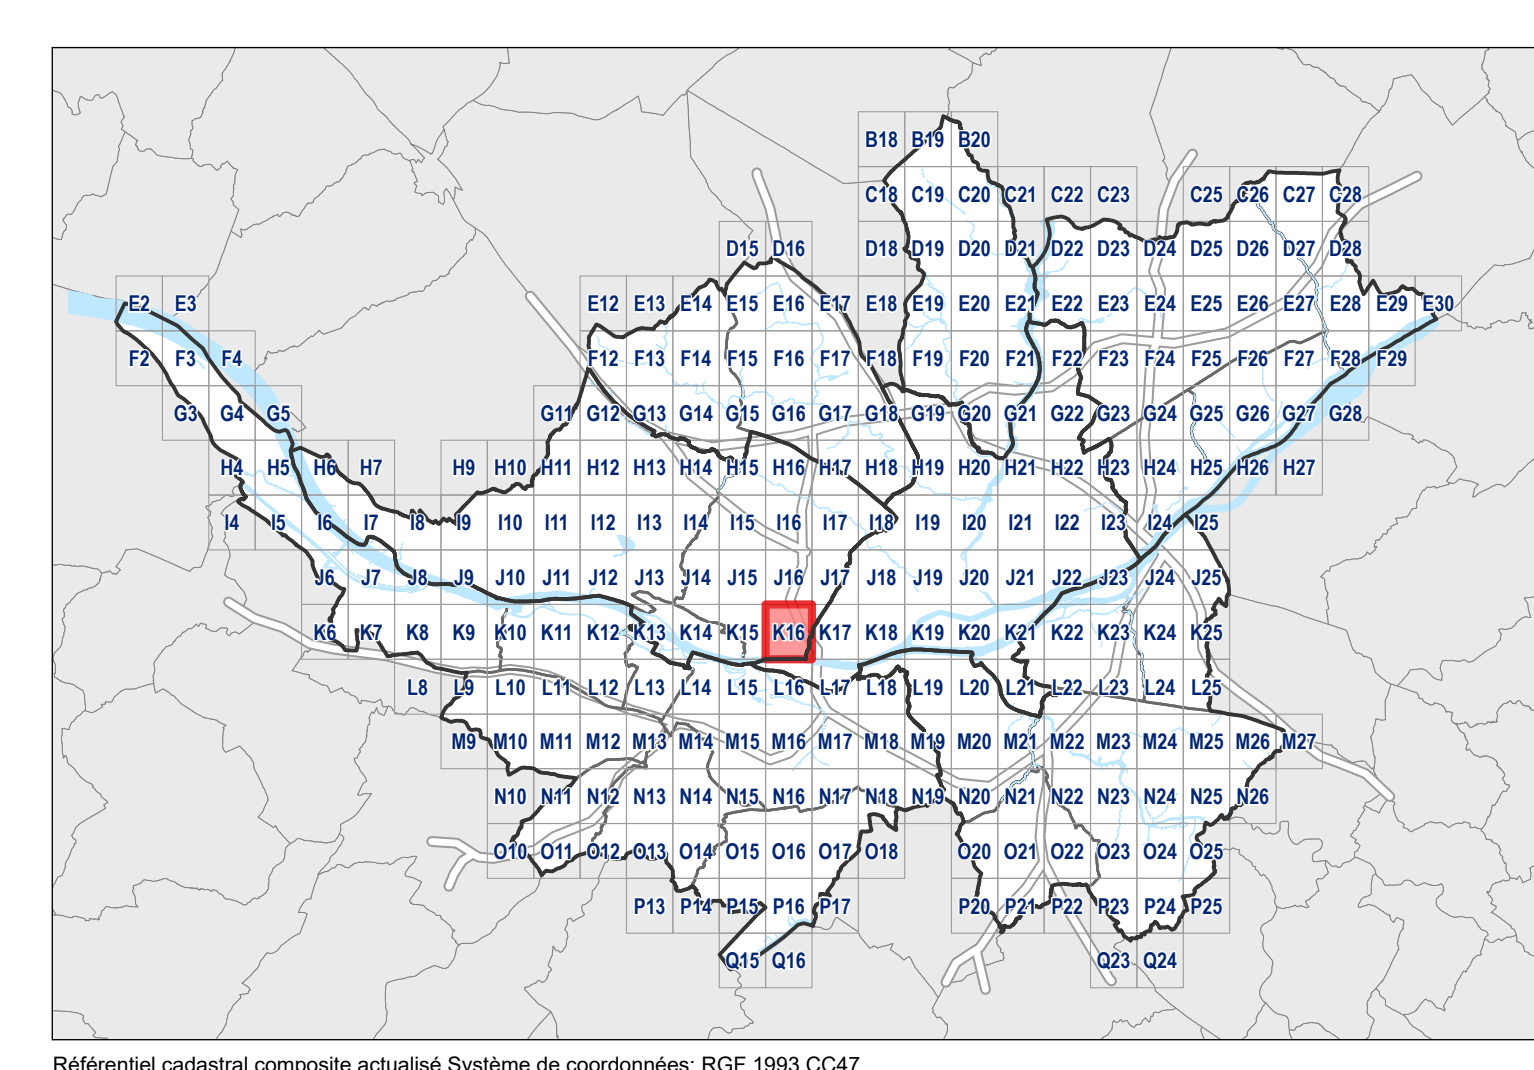 B18 B19 B20
C18 C19 C20 C21 C22 C23 C25 C26 C27 C28
D15 D16 D18 D19 D20 D21 D22 D23 D24 D25 D26 D27 D28
E2 E3 E12 E13 E14 E15 E16 E17 E18 E19 E20 E21 E22 E23 E24 E25 E26 E27 E28 E29 E30
F2 F3 F4 F12 F13 F14 F15 F16 F17 F18 F19 F20 F21 F22 F23 F24 F25 F26 F27 F28 F29
G3 G4 G5 G11 G12 G13 G14 G15 G16 G17 G18 G19 G20 G21 G22 G23 G24 G25 G26 G27 G28
H4 H5 H6 H7 H9 H10 H11 H12 H13 H14 H15 H16 H17 H18 H19 H20 H21 H22 H23 H24 H25 H26 H27
I4 I5 I6 I7 I8 I9 I10 I11 I12 I13 I14 I15 I16 I17 I18 I19 I20 I21 I22 I23 I24 I25
J6 J7 J8 J9 J10 J11 J12 J13 J14 J15 J16 J17 J18 J19 J20 J21 J22 J23 J24 J25
K6 K7 K8 K9 K10 K11 K12 K13 K14 K15 K16 K17 K18 K19 K20 K21 K22 K23 K24 K25
L8 L9 L10 L11 L12 L13 L14 L15 L16 L17 L18 L19 L20 L21 L22 L23 L24 L25
M9 M10 M11 M12 M13 M14 M15 M16 M17 M18 M19 M20 M21 M22 M23 M24 M25 M26 M27
N10 N11 N12 N13 N14 N15 N16 N17 N18 N19 N20 N21 N22 N23 N24 N25 N26
O10 O11 O12 O13 O14 O15 O16 O17 O18 O20 O21 O22 O23 O24 O25
P13 P14 P15 P16 P17 P20 P21 P22 P23 P24 P25
Q15 Q16 Q23 Q24
Référentiel cadastral composite actualisé Système de coordonnées: RGF 1993 CC47